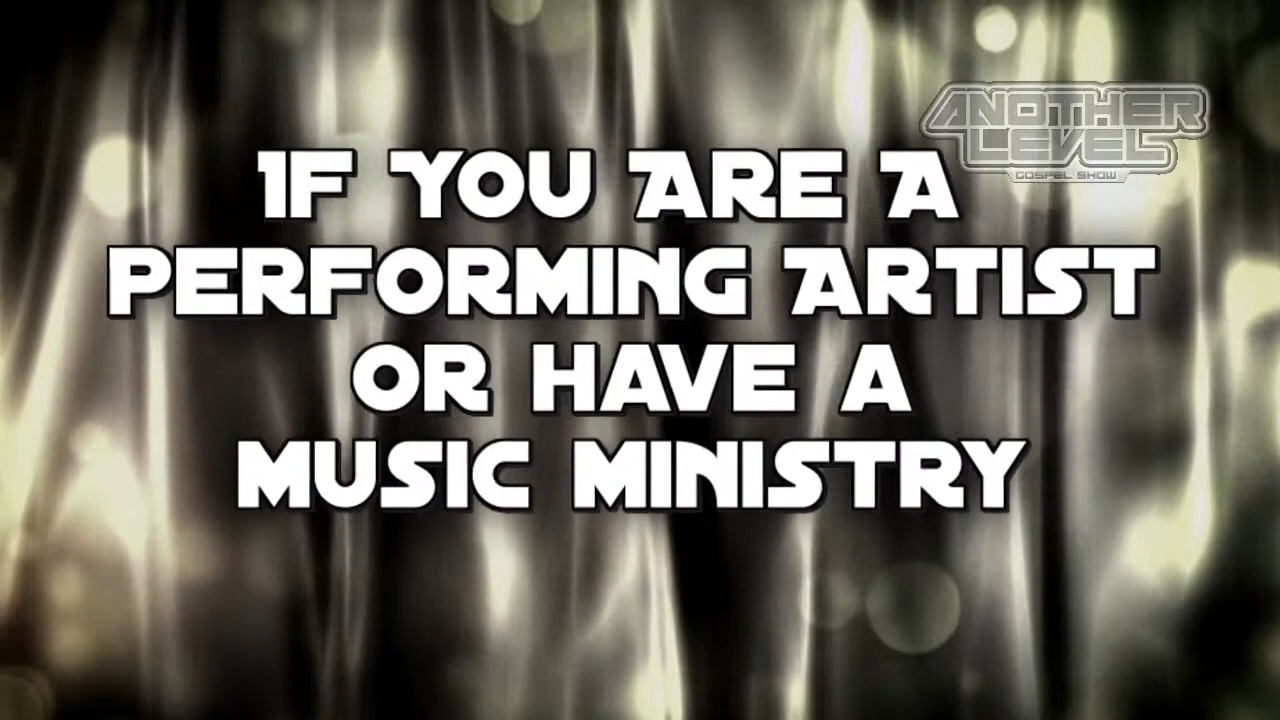 ANOTHER
LEVEL
GOSPEL SHOW
IF YOU ARE A
PERFORMING ARTIST
OR HAVE A
MUSIC MINISTRY